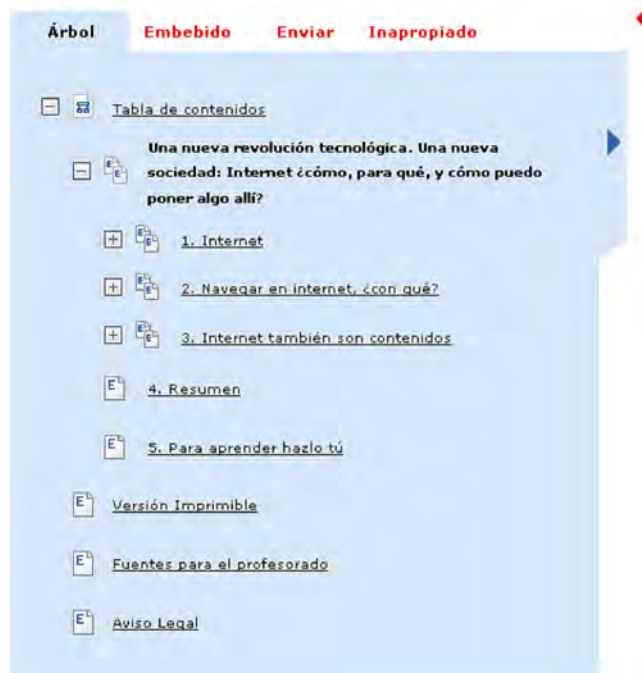 Árbol Embebido Enviar Inapropiado
Tabla de contenidos
Una nueva revolución tecnológica. Una nueva
sociedad: Internet ¿cómo, para qué, y cómo puedo
poner algo allí?
1. Internet
2. Navegar en internet, ¿con qué?
3. Internet también son contenidos
4. Resumen
5. Para aprender hazlo tú
Versión Imprimible
Fuentes para el profesorado
Aviso Legal